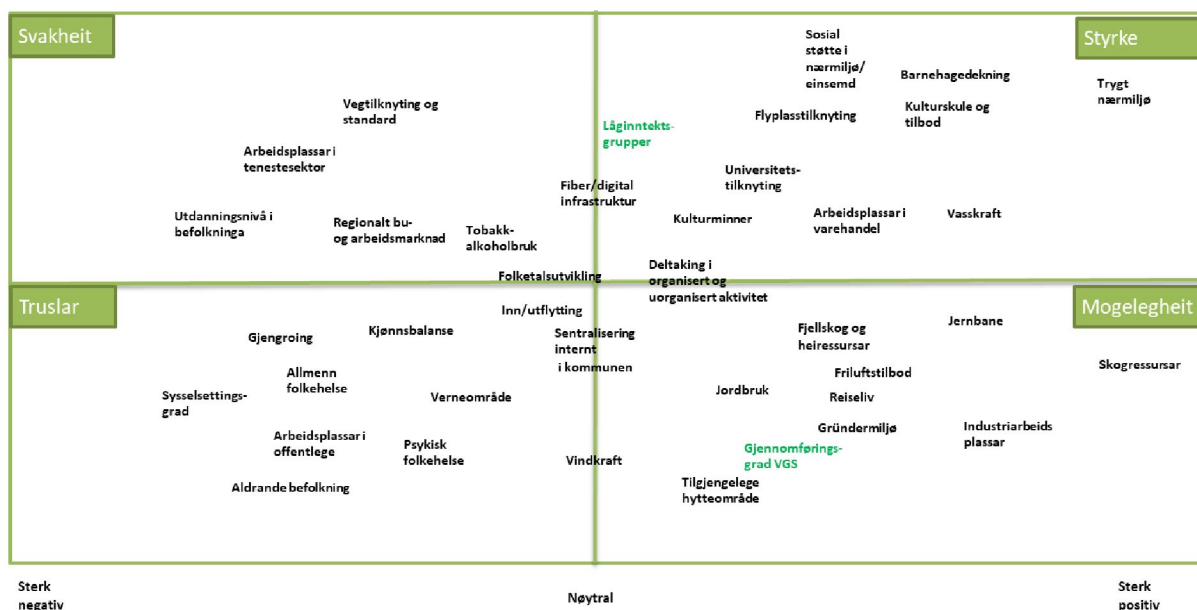 Svakheit
Vegtilknyting og
standard
Arbeidsplassar i
tenestesektor
Utdanningsnivå i
befolkninga
Regionalt bu-
og arbeidsmarknad
Tobakk-
alkoholbruk
Fiber/digital
infrastruktur
Folketalsutvikling
Styrke
Sosial
støtte i
nærmiljø/
einsemd
Barnehagedekning
Trygt
nærmiljø
Flyplasstilknyting
Kulturskule og
tilbod
Låginntekts-
grupper
Universitets-
tilknyting
Kulturminner
Arbeidsplassar i
varehandel
Vasskraft
Deltaking i
organisert og
uorganisert aktivitet
Truslar
Inn/utflytting
Gjengroing
Kjønnsbalanse
Sentralisering
internt
i kommunen
Allmenn
folkehelse
Sysselsettings-
grad
Verneområde
Arbeidsplassar i
offentlege
Psykisk
folkehelse
Vindkraft
Aldrande befolkning
Mogelegheit
Jernbane
Fjellskog og
heiressursar
Skogressursar
Friluftstilbod
Jordbruk
Reiseliv
Gründermiljø
Industriarbeids
plassar
Gjennomførings-
grad VGS
Tilgjengelege
hytteområde
Sterk
negativ
Nøytral
Sterk
positiv